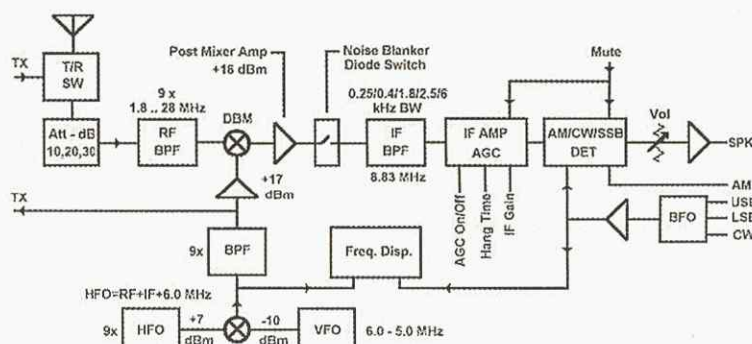 Post Mixer Amp
+16 dBm
Noise Blanker
Diode Switch
Mute
TX
T/R
SW
9 x
1.8 .. 28 MHz
DBM
0.25/0.4/1.8/2.5/6
kHz BW
Vol
Att - dB
10,20,30
RF
BPF
IF
BPF
IF AMP
AGC
AM/CW/SSB
DET
SPK
8.83 MHz
+17
dBm
AGC On/Off
Hang Time
IF Gain
AM
TX
BFO
USB
LSB
CW
9x
BPF
Freq. Disp.
HFO=RF+IF+6.0 MHz
9x
HFO
+7
dBm
-10
dBm
VFO
6.0 - 5.0 MHz